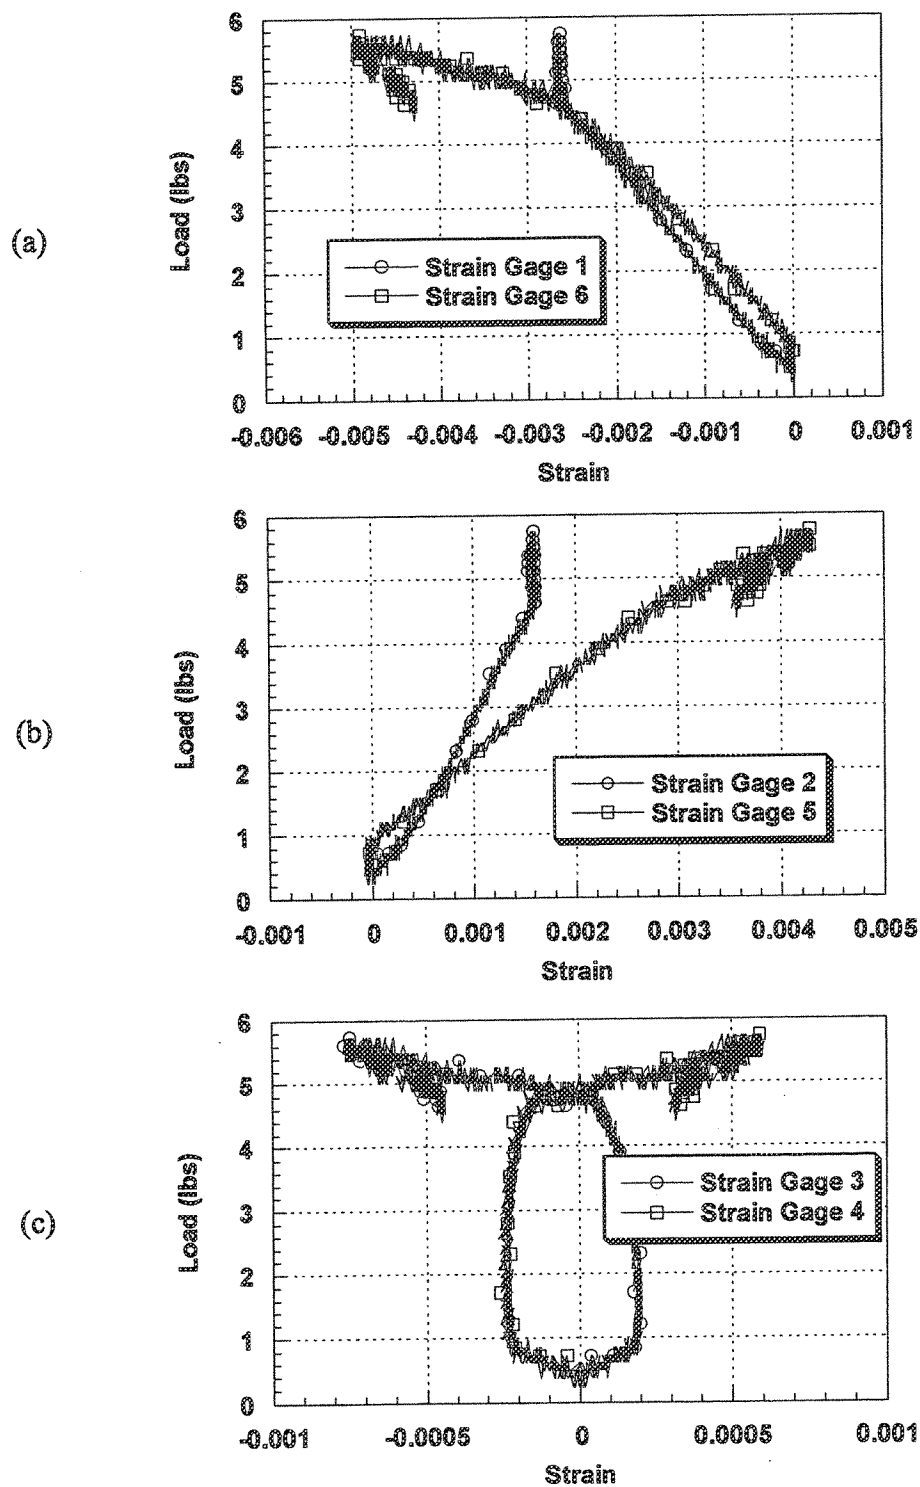 6
5
4
3
2
1
0
Load (lbs)
(a)
Strain Gage 1
Strain Gage 6
-0.006 -0.005 -0.004 -0.003 -0.002 -0.001 0 0.001
Strain
6
5
4
3
2
1
0
Load (lbs)
(b)
Strain Gage 2
Strain Gage 5
-0.001 0 0.001 0.002 0.003 0.004 0.005
Strain
6
5
4
3
2
1
0
Load (lbs)
(c)
Strain Gage 3
Strain Gage 4
-0.001 -0.0005 0 0.0005 0.001
Strain